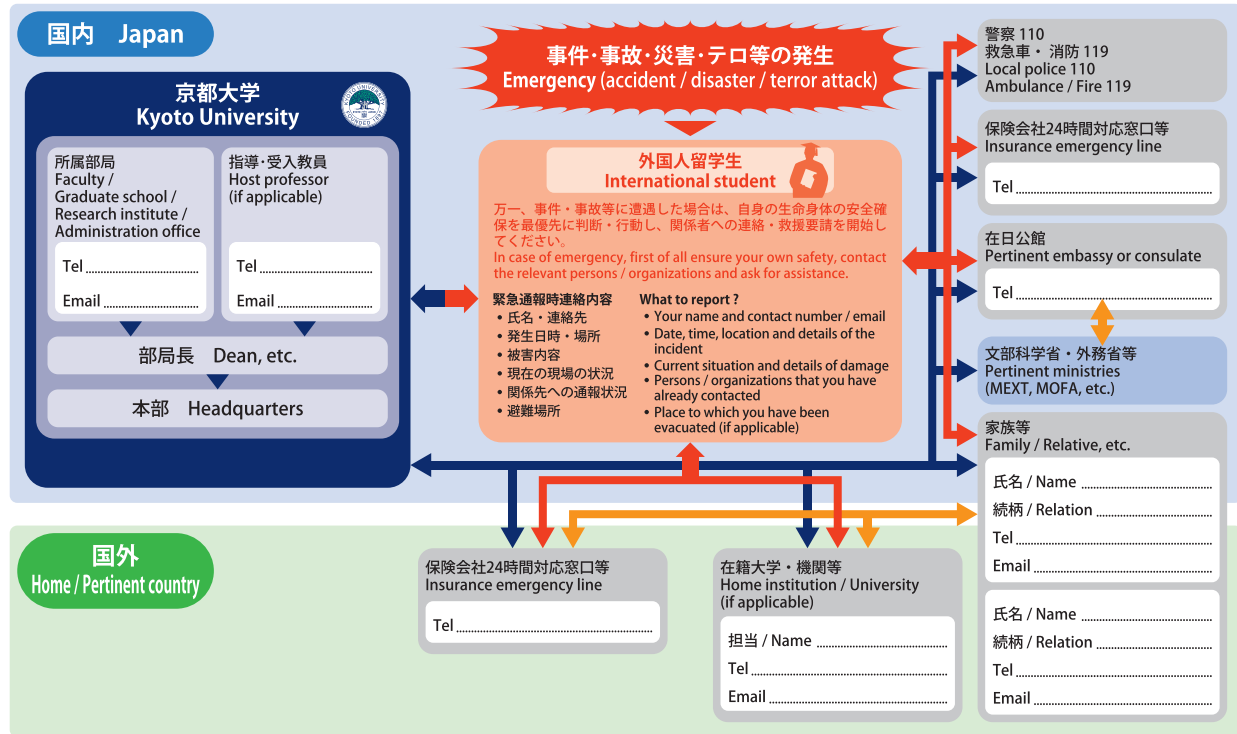 国内 Japan
事件・事故・災害・テロ等の発生
Emergency (accident / disaster / terror attack)
京都大学
Kyoto University
KYOTO UNIVERSITY
FOUNDED 1897
所属部局
Faculty /
Graduate school /
Research institute /
Administration office
Tel
Email
指導・受入教員
Host professor
(if applicable)
Tel
Email
部局長 Dean, etc.
本部 Headquarters
外国人留学生
International student
万一、事件・事故等に遭遇した場合は、自身の生命身体の安全確
保を最優先に判断・行動し、関係者への連絡・救援要請を開始し
てください。
In case of emergency, first of all ensure your own safety, contact
the relevant persons / organizations and ask for assistance.
緊急通報時連絡内容
• 氏名・連絡先
• 発生日時・場所
• 被害内容
• 現在の現場の状況
• 関係先への通報状況
• 避難場所
What to report ?
• Your name and contact number / email
• Date, time, location and details of the
incident
• Current situation and details of damage
• Persons / organizations that you have
already contacted
• Place to which you have been
evacuated (if applicable)
警察 110
救急車・ 消防 119
Local police 110
Ambulance / Fire 119
保険会社24時間対応窓口等
Insurance emergency line
Tel
在日公館
Pertinent embassy or consulate
Tel
文部科学省・外務省等
Pertinent ministries
(MEXT, MOFA, etc.)
家族等
Family / Relative, etc.
氏名 / Name
続柄 / Relation
Tel
Email
氏名 / Name
続柄 / Relation
Tel
Email
国外
Home / Pertinent country
保険会社24時間対応窓口等
Insurance emergency line
Tel
在籍大学・機関等
Home institution / University
(if applicable)
担当 / Name
Tel
Email